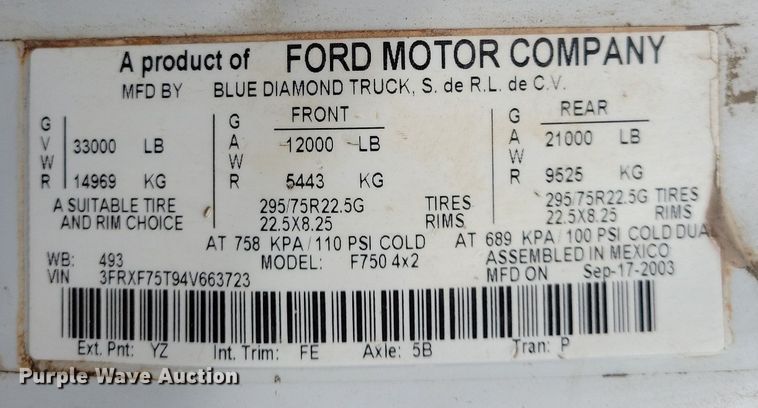 A product of FORD MOTOR COMPANY
MFD BY BLUE DIAMOND TRUCK, S. de R.L. de C.V.
GVWR 33000 LB 14969 KG
FRONT
GAWR 12000 LB 5443 KG
REAR
GAWR 21000 LB 9525 KG
A SUITABLE TIRE 295/75R22.5G TIRES 295/75R22.5G TIRES
AND RIM CHOICE 22.5X8.25 RIMS 22.5X8.25 RIMS
AT 758 KPA/110 PSI COLD AT 689 KPA/100 PSI COLD DUAL
WB: 493 MODEL: F750 4x2 ASSEMBLED IN MEXICO
VIN 3FRXF75T94V663723 MFD ON Sep-17-2003
Ext. Pnt: YZ Int. Trim: FE Axle: 5B Tran: P
Purple Wave Auction